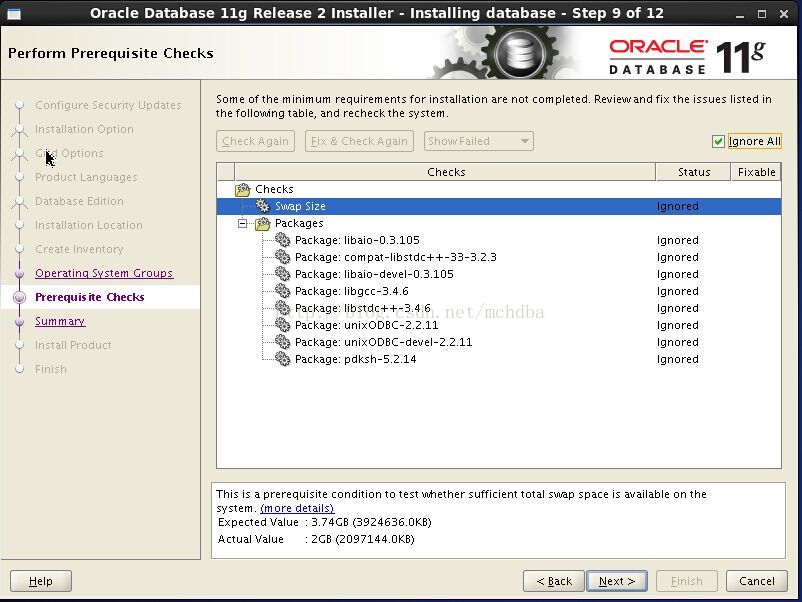 Oracle Database 11g Release 2 Installer - Installing database - Step 9 of 12
Perform Prerequisite Checks
ORACLE
DATABASE
11g
Configure Security Updates
Installation Option
Options
Product Languages
Database Edition
Installation Location
Create Inventory
Operating System Groups
Prerequisite Checks
Summary
Install Product
Finish
Some of the minimum requirements for installation are not completed. Review and fix the issues listed in
the following table, and recheck the system.
Check Again
Fix & Check Again
Show Failed
Ignore All
Checks Status Fixable
Checks
Swap Size Ignored
Packages
Package: libaio-0.3.105 Ignored
Package: compat-libstdc++-33-3.2.3 Ignored
Package: libaio-devel-0.3.105 Ignored
Package: libgcc-3.4.6 Ignored
Package: libstdc++-3.4.6 Ignored
Package: unixODBC-2.2.11 Ignored
Package: unixODBC-devel-2.2.11 Ignored
Package: pdksh-5.2.14 Ignored
This is a prerequisite condition to test whether sufficient total swap space is available on the
system. (more details)
Expected Value : 3.74GB (3924636.0KB)
Actual Value : 2GB (2097144.0KB)
Help
< Back
Next >
Finish
Cancel